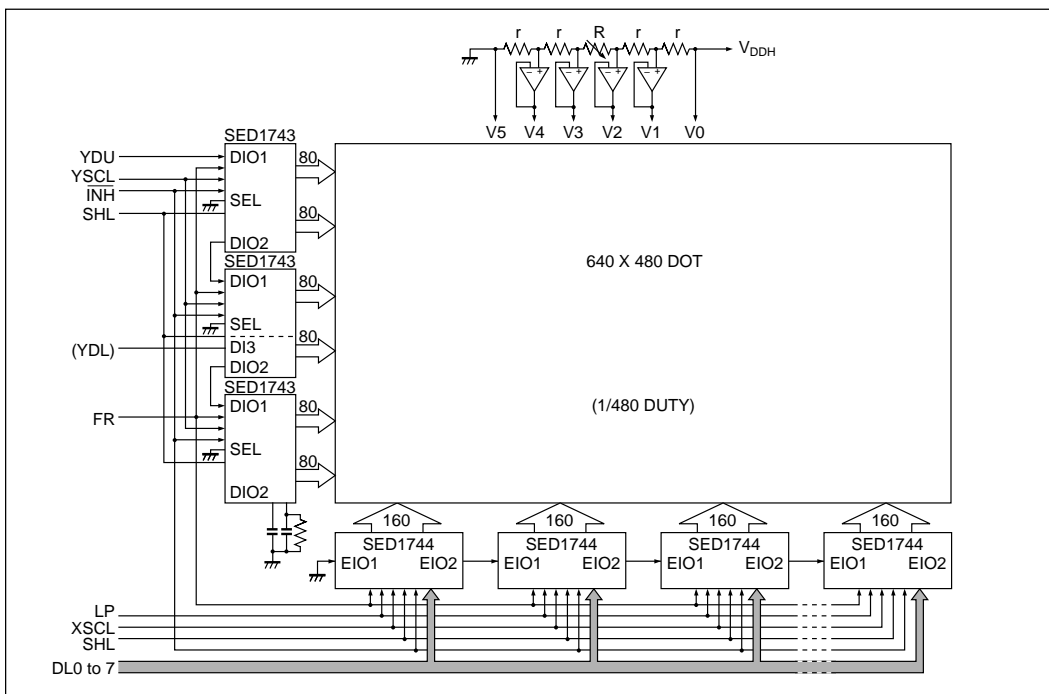 r r R r r
VDDH
− + − + − + − +
V5 V4 V3 V2 V1 V0
SED1743
YDU
DIO1
80
YSCL
INH
SEL
SHL
80
DIO2
SED1743
640 X 480 DOT
DIO1
80
SEL
80
(YDL)
DI3
DIO2
SED1743
DIO1
80
(1/480 DUTY)
FR
SEL
80
DIO2
160 160 160 160
SED1744 SED1744 SED1744 SED1744
EIO1 EIO2 EIO1 EIO2 EIO1 EIO2 EIO1 EIO2
LP
XSCL
SHL
DL0 to 7